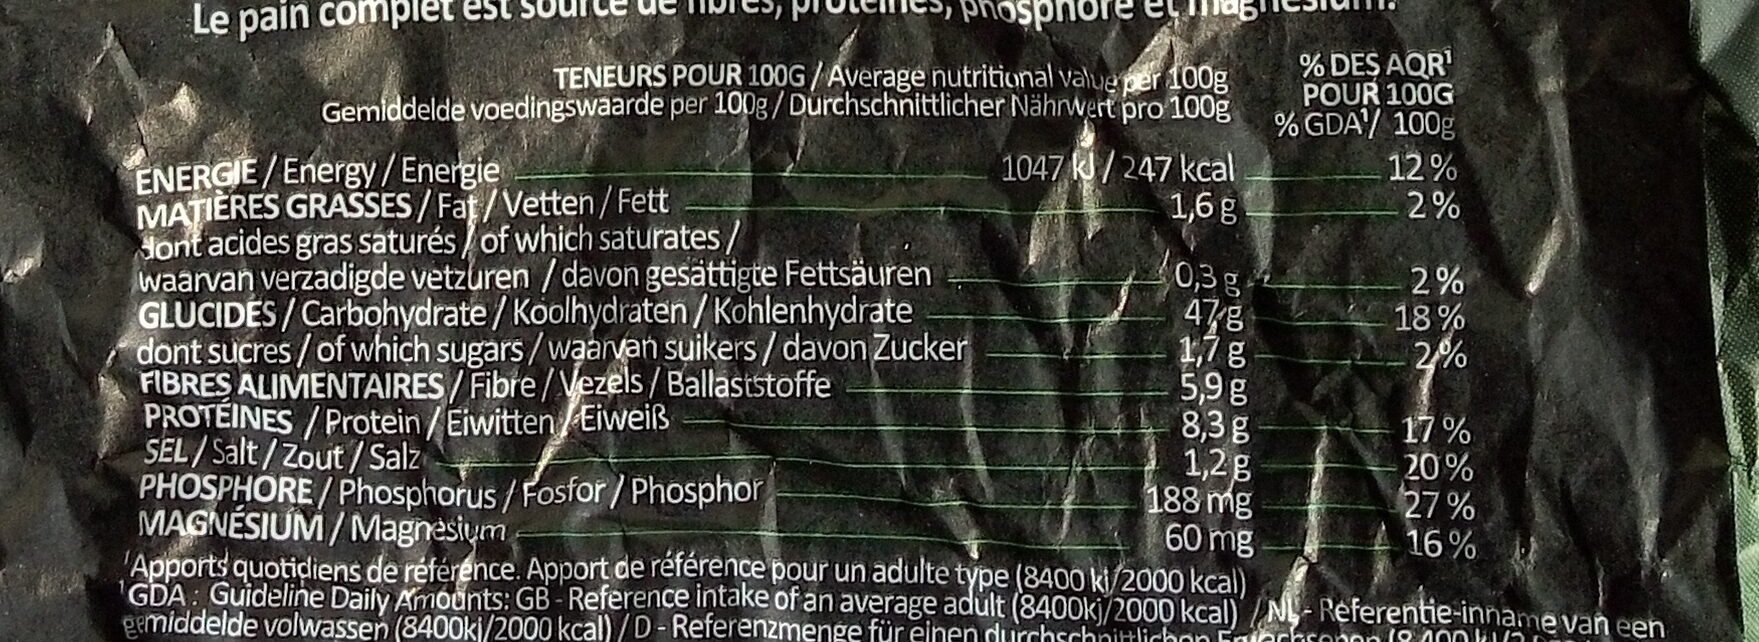 Le pain complet est source de fibres, protéines, phosphore et magnésium.
TENEURS POUR 100G / Average nutritional value per 100g
Gemiddelde voedingswaarde per 100g / Durchschnittlicher Nährwert pro 100g
% DES AQR¹
POUR 100G
% GDA¹/ 100g
ENERGIE / Energy / Energie 1047 kJ / 247 kcal 12 %
MATIÈRES GRASSES / Fat / Vetten / Fett 1,6 g 2 %
dont acides gras saturés / of which saturates /
waarvan verzadigde vetzuren / davon gesättigte Fettsäuren 0,3 g 2 %
GLUCIDES / Carbohydrate / Koolhydraten / Kohlenhydrate 47 g 18 %
dont sucres / of which sugars / waarvan suikers / davon Zucker 1,7 g 2 %
FIBRES ALIMENTAIRES / Fibre / Vezels / Ballaststoffe 5,9 g
PROTÉINES / Protein / Eiwitten / Eiweiß 8,3 g 17 %
SEL / Salt / Zout / Salz 1,2 g 20 %
PHOSPHORE / Phosphorus / Fosfor / Phosphor 188 mg 27 %
MAGNÉSIUM / Magnesium 60 mg 16 %
¹Apports quotidiens de référence. Apport de référence pour un adulte type (8400 kj/2000 kcal)
¹GDA : Guideline Daily Amounts: GB - Reference intake of an average adult (8400kj/2000 kcal) / NL - Referentie-inname van een
gemiddelde volwassen (8400kj/2000 kcal) / D - Referenzmenge für einen durchschnittlichen